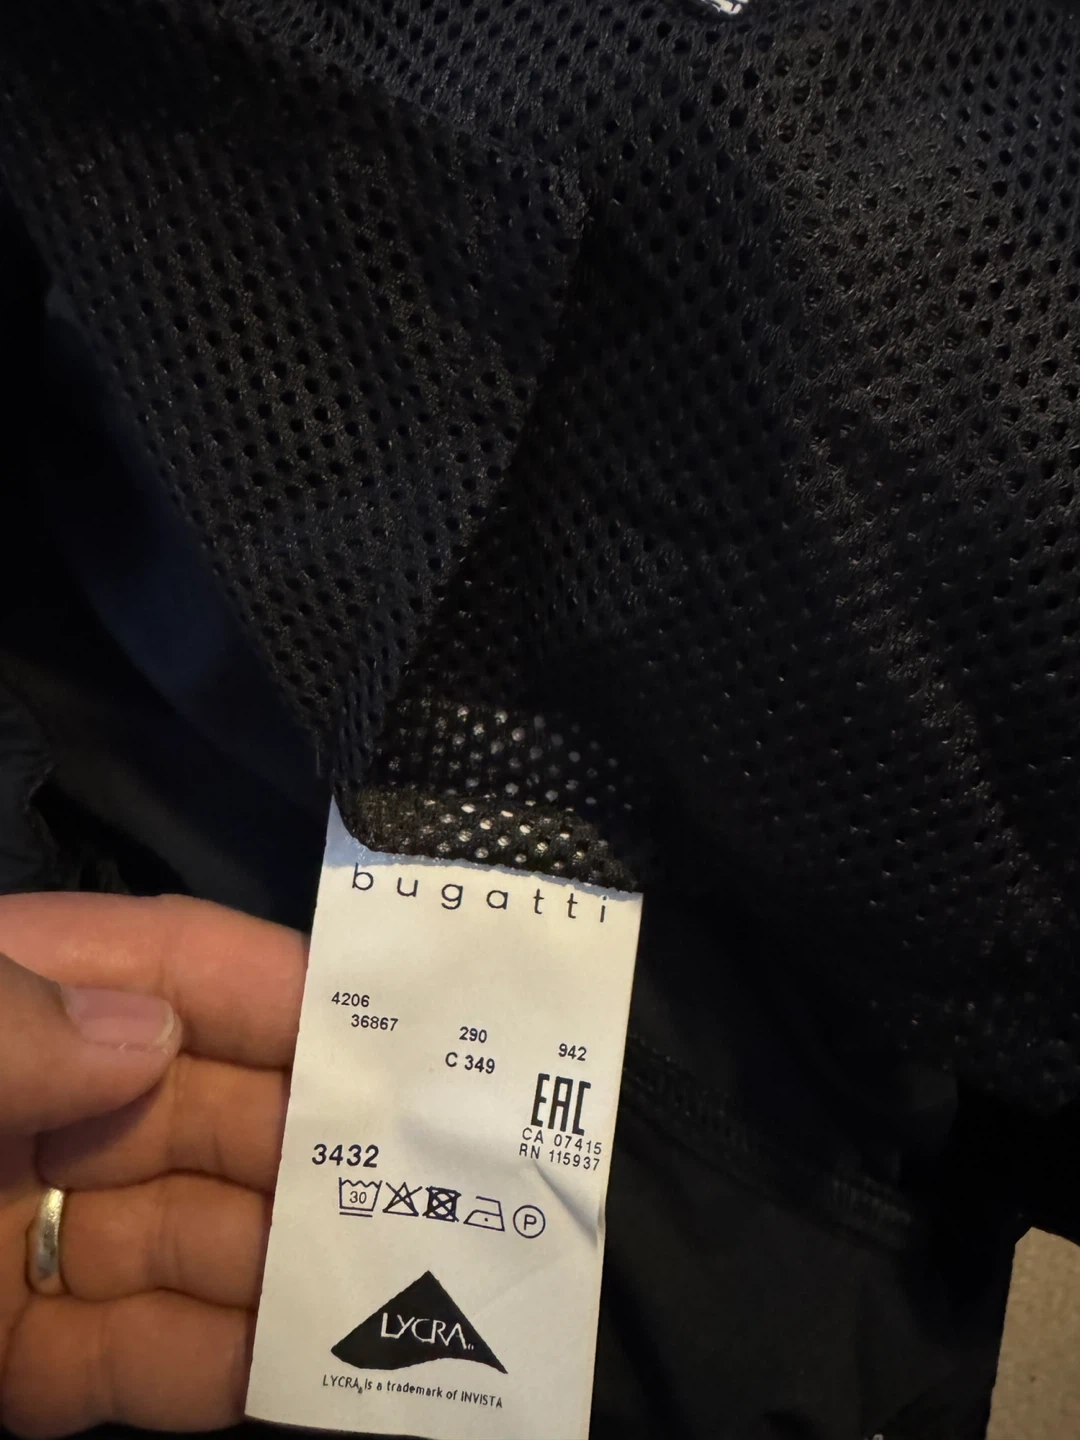 bugatti
4206
36867
290
942
C 349
EAC
CA 07415
RN 115937
3432
30
P
LYCRA
LYCRA® is a trademark of INVISTA